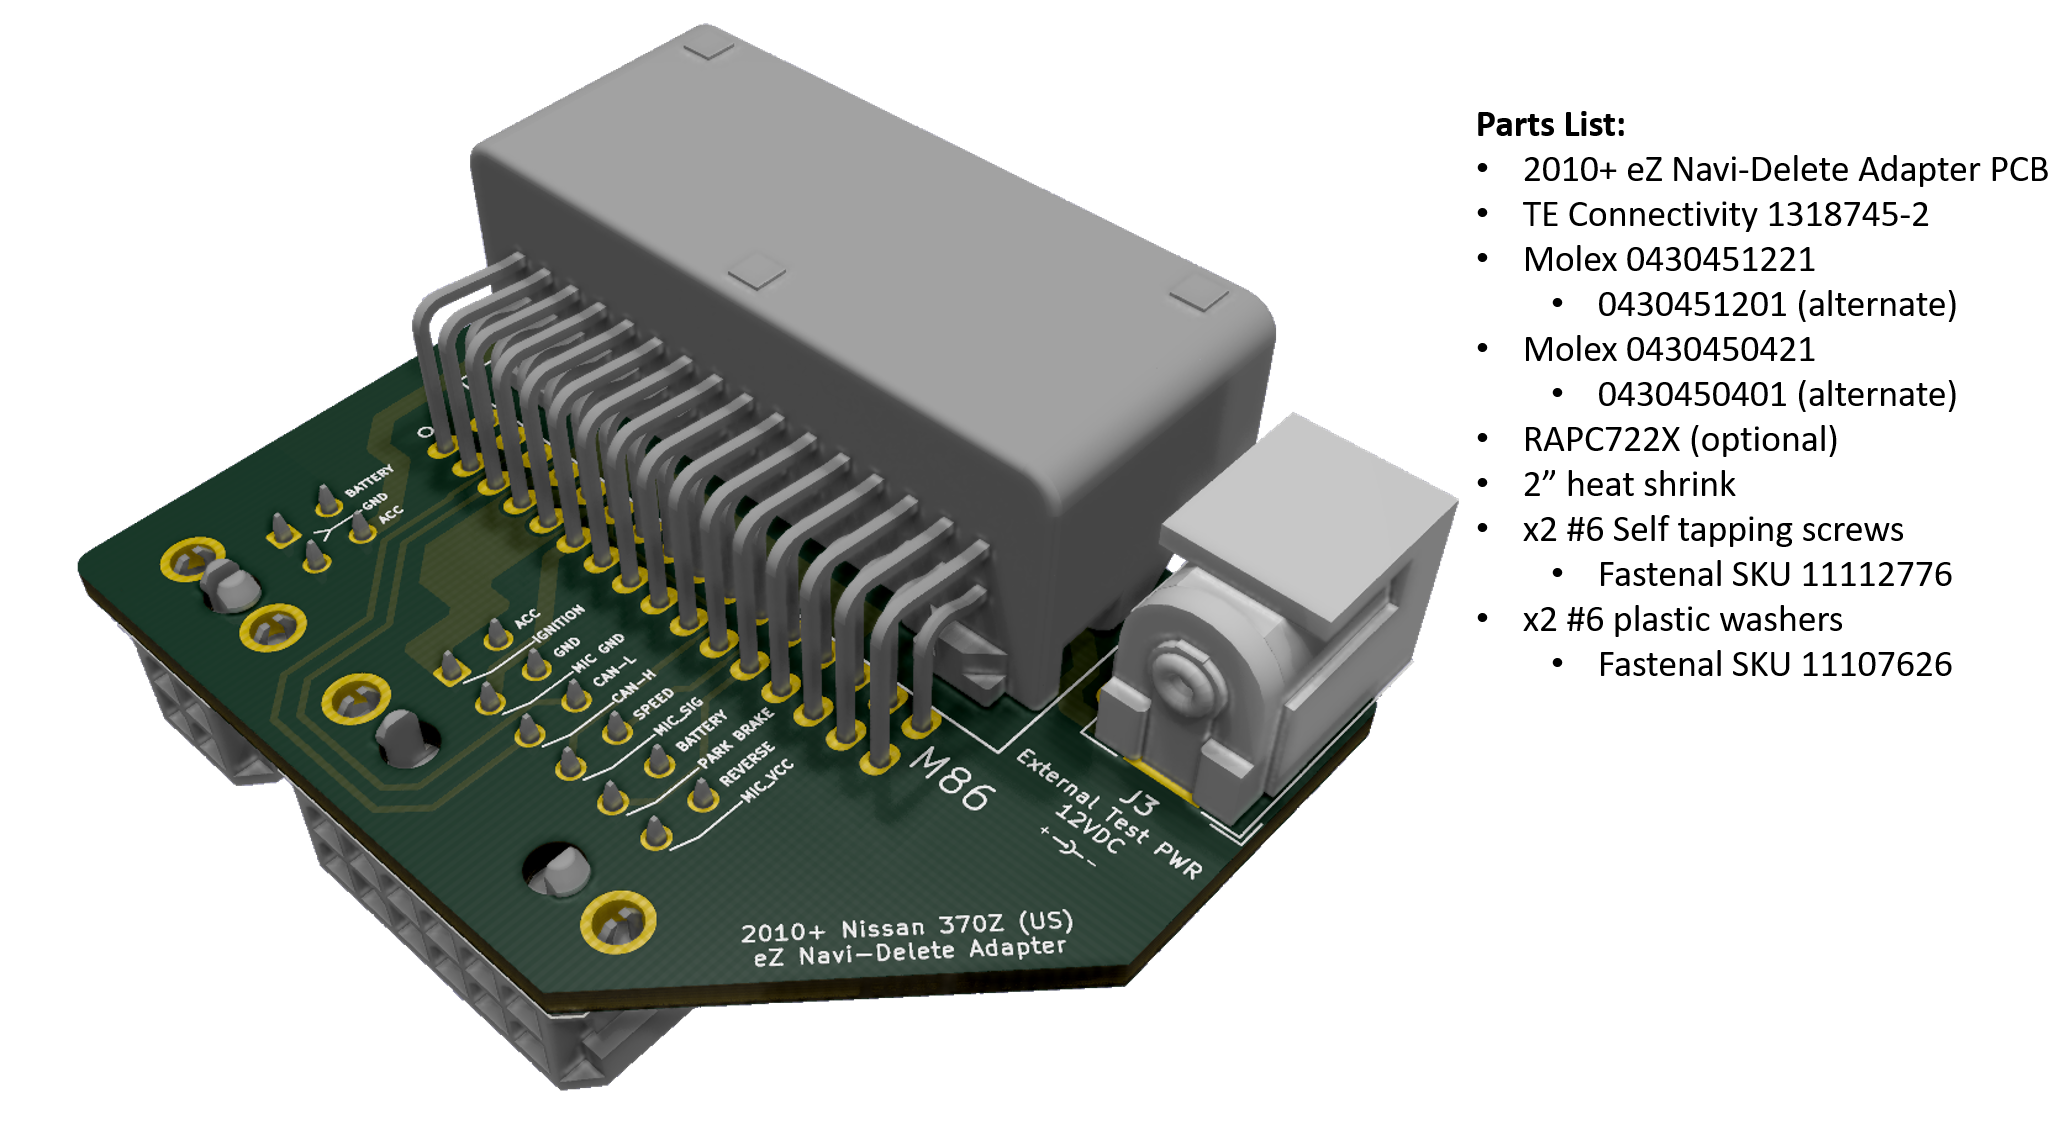 Parts List:
• 2010+ eZ Navi-Delete Adapter PCB
• TE Connectivity 1318745-2
• Molex 0430451221
• 0430451201 (alternate)
• Molex 0430450421
• 0430450401 (alternate)
• RAPC722X (optional)
• 2” heat shrink
• x2 #6 Self tapping screws
• Fastenal SKU 11112776
• x2 #6 plastic washers
• Fastenal SKU 11107626
BATTERY
GND
ACC
ACC
IGNITION
GND
MIC GND
CAN-L
CAN-H
SPEED
MIC_SIG
BATTERY
PARK BRAKE
REVERSE
MIC_VCC
M86
J3
External Test PWR
12VDC
+ -
2010+ Nissan 370Z (US)
eZ Navi-Delete Adapter